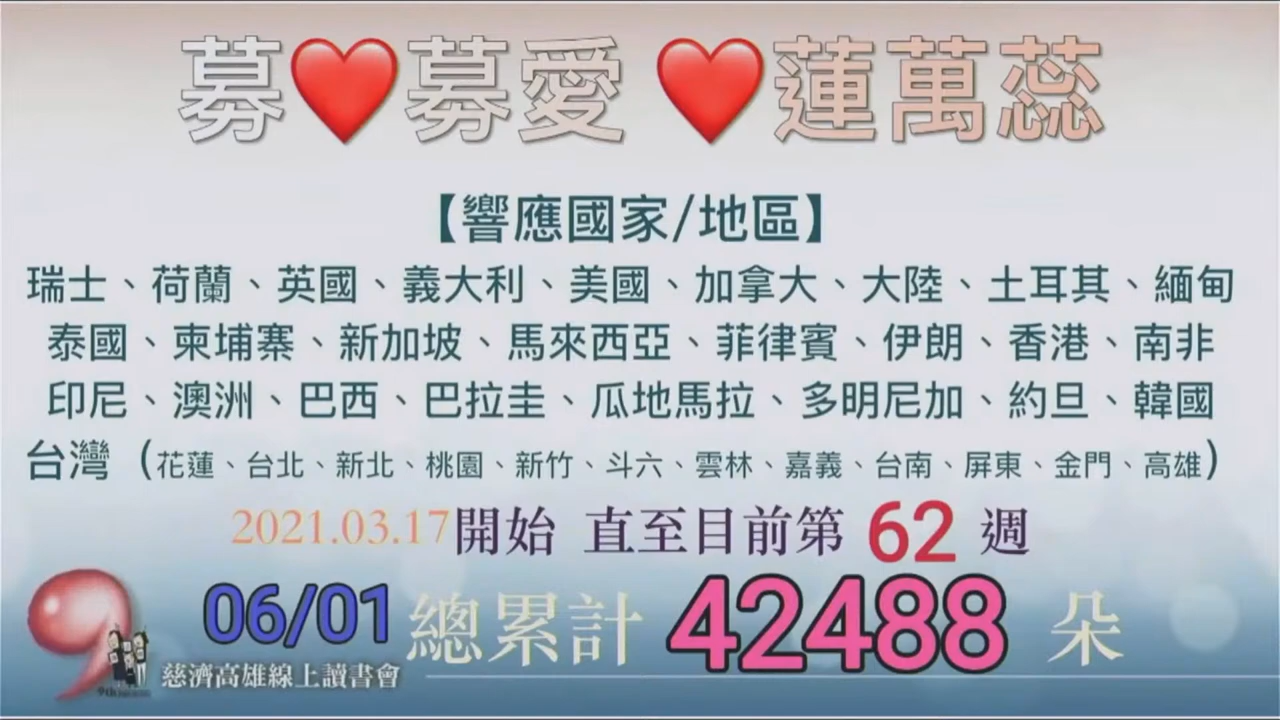 募❤️募愛 ❤️蓮萬蕊
【響應國家/地區】
瑞士、荷蘭、英國、義大利、美國、加拿大、大陸、土耳其、緬甸
泰國、柬埔寨、新加坡、馬來西亞、菲律賓、伊朗、香港、南非
印尼、澳洲、巴西、巴拉圭、瓜地馬拉、多明尼加、約旦、韓國
台灣（花蓮、台北、新北、桃園、新竹、斗六、雲林、嘉義、台南、屏東、金門、高雄）
2021.03.17開始 直至目前第 62 週
06/01 總累計 42488 朵
慈濟高雄線上讀書會